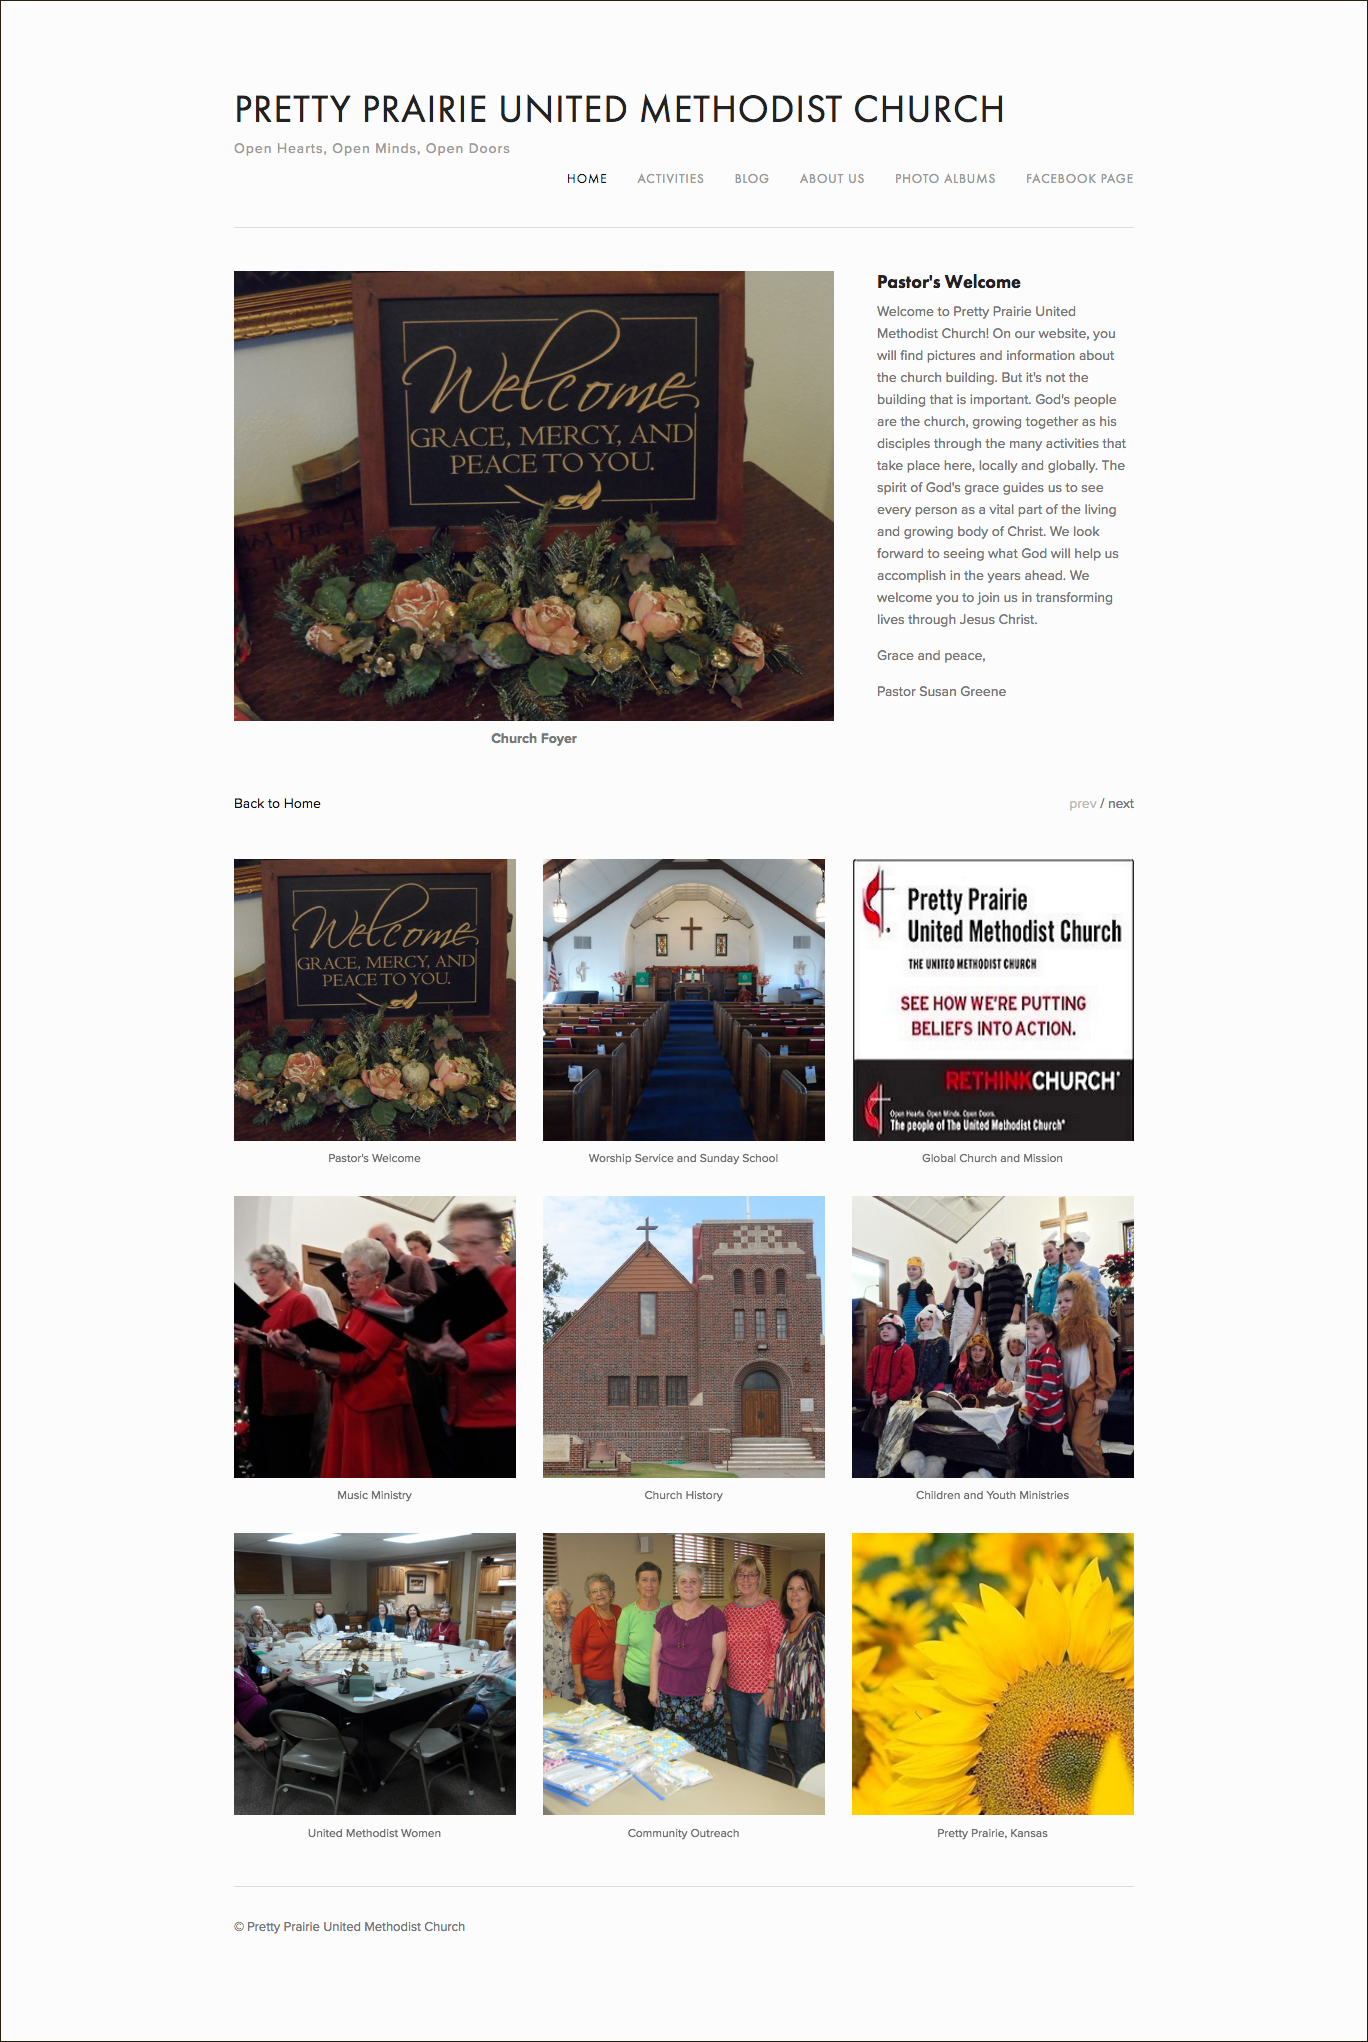 PRETTY PRAIRIE UNITED METHODIST CHURCH
Open Hearts, Open Minds, Open Doors
HOME ACTIVITIES BLOG ABOUT US PHOTO ALBUMS FACEBOOK PAGE
Welcome
GRACE, MERCY, AND
PEACE TO YOU.
Church Foyer
Pastor's Welcome
Welcome to Pretty Prairie United
Methodist Church! On our website, you
will find pictures and information about
the church building. But it's not the
building that is important. God's people
are the church, growing together as his
disciples through the many activities that
take place here, locally and globally. The
spirit of God's grace guides us to see
every person as a vital part of the living
and growing body of Christ. We look
forward to seeing what God will help us
accomplish in the years ahead. We
welcome you to join us in transforming
lives through Jesus Christ.
Grace and peace,
Pastor Susan Greene
Back to Home
prev / next
Welcome
GRACE, MERCY, AND
PEACE TO YOU.
Pastor's Welcome
Worship Service and Sunday School
Pretty Prairie
United Methodist Church
THE UNITED METHODIST CHURCH
SEE HOW WE'RE PUTTING
BELIEFS INTO ACTION.
RETHINKCHURCH
Open Hearts. Open Minds. Open Doors.
The people of The United Methodist Church®
Global Church and Mission
Music Ministry
Church History
Children and Youth Ministries
United Methodist Women
Community Outreach
Pretty Prairie, Kansas
© Pretty Prairie United Methodist Church